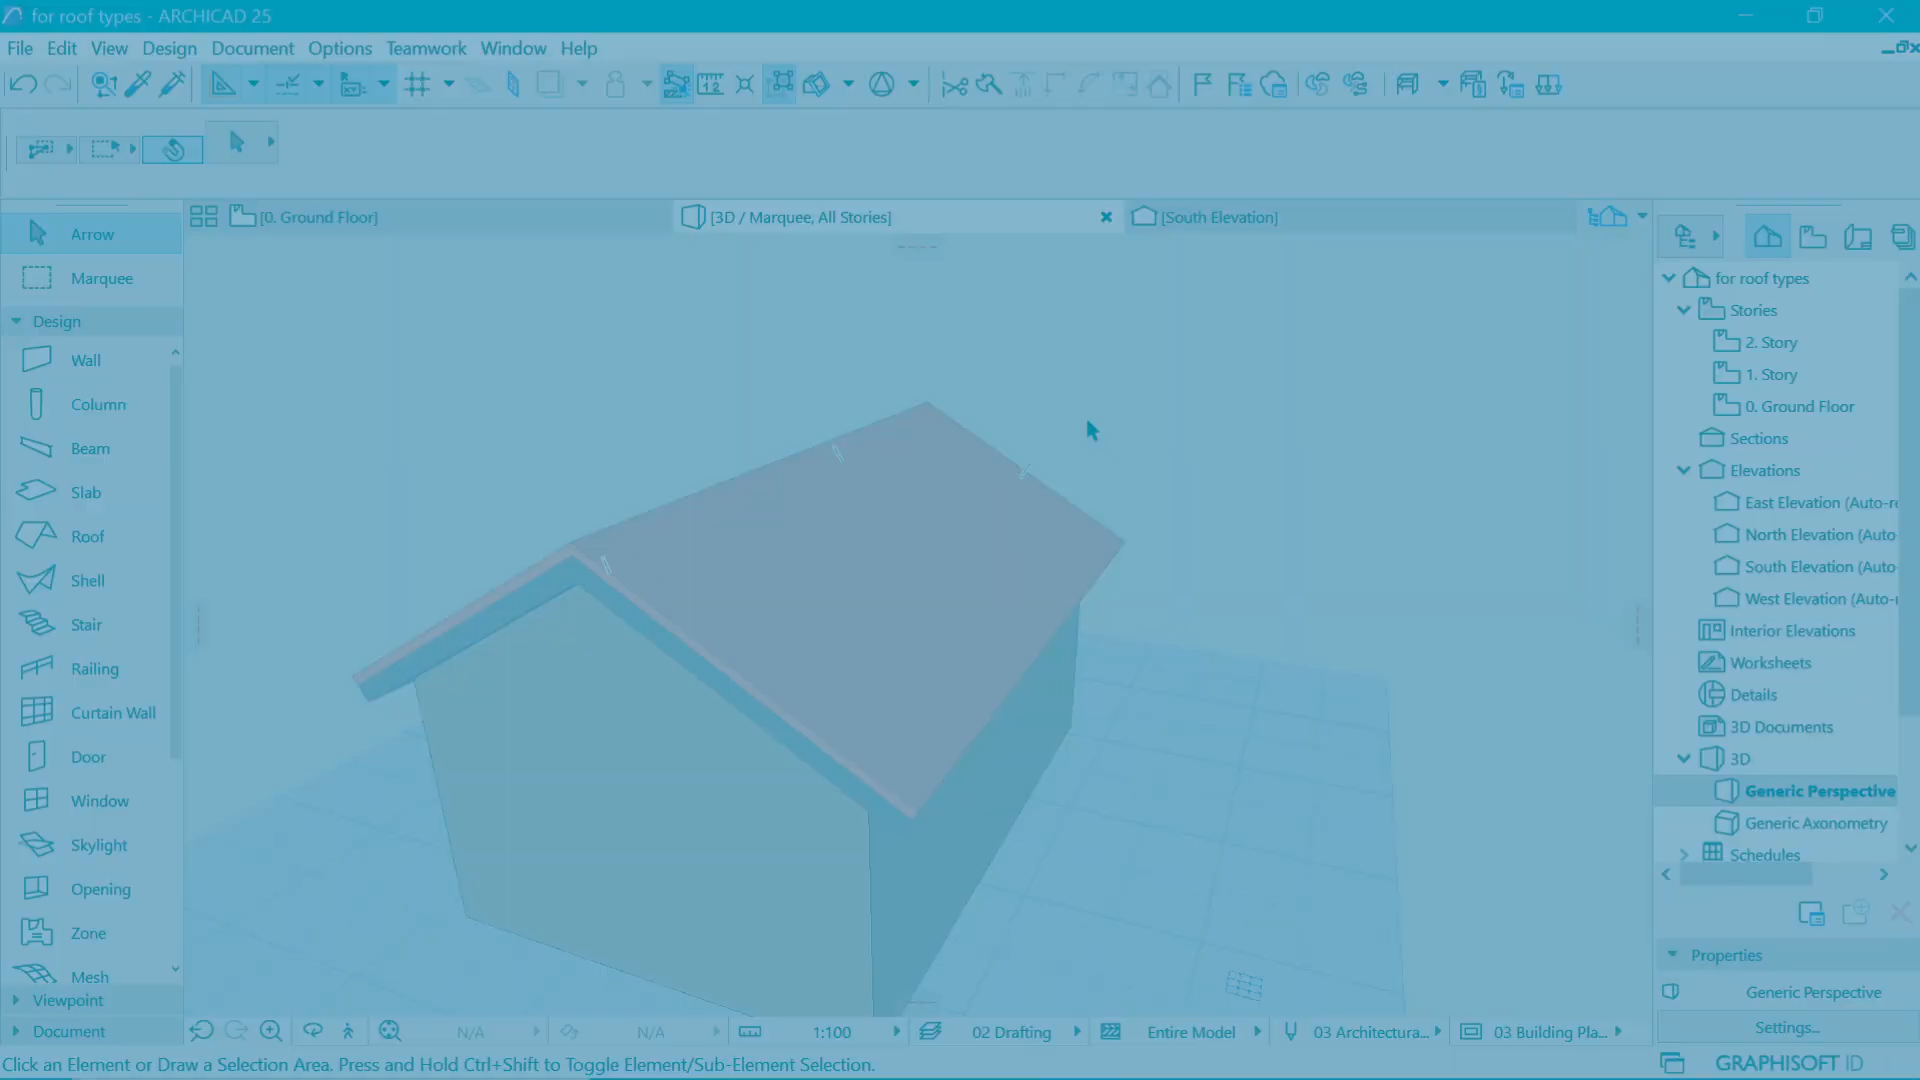 for roof types - ARCHICAD 25
File Edit View Design Document Options Teamwork Window Help
[0. Ground Floor]
[3D / Marquee, All Stories]
[South Elevation]
Arrow
Marquee
Design
Wall
Column
Beam
Slab
Roof
Shell
Stair
Railing
Curtain Wall
Door
Window
Skylight
Opening
Zone
Mesh
Viewpoint
Document
for roof types
Stories
2. Story
1. Story
0. Ground Floor
Sections
Elevations
East Elevation (Auto-re
North Elevation (Auto-
South Elevation (Auto-
West Elevation (Auto-r
Interior Elevations
Worksheets
Details
3D Documents
3D
Generic Perspective
Generic Axonometry
Schedules
Properties
Generic Perspective
Settings...
N/A
N/A
1:100
02 Drafting
Entire Model
03 Architectura...
03 Building Pla...
Click an Element or Draw a Selection Area. Press and Hold Ctrl+Shift to Toggle Element/Sub-Element Selection.
GRAPHISOFT ID